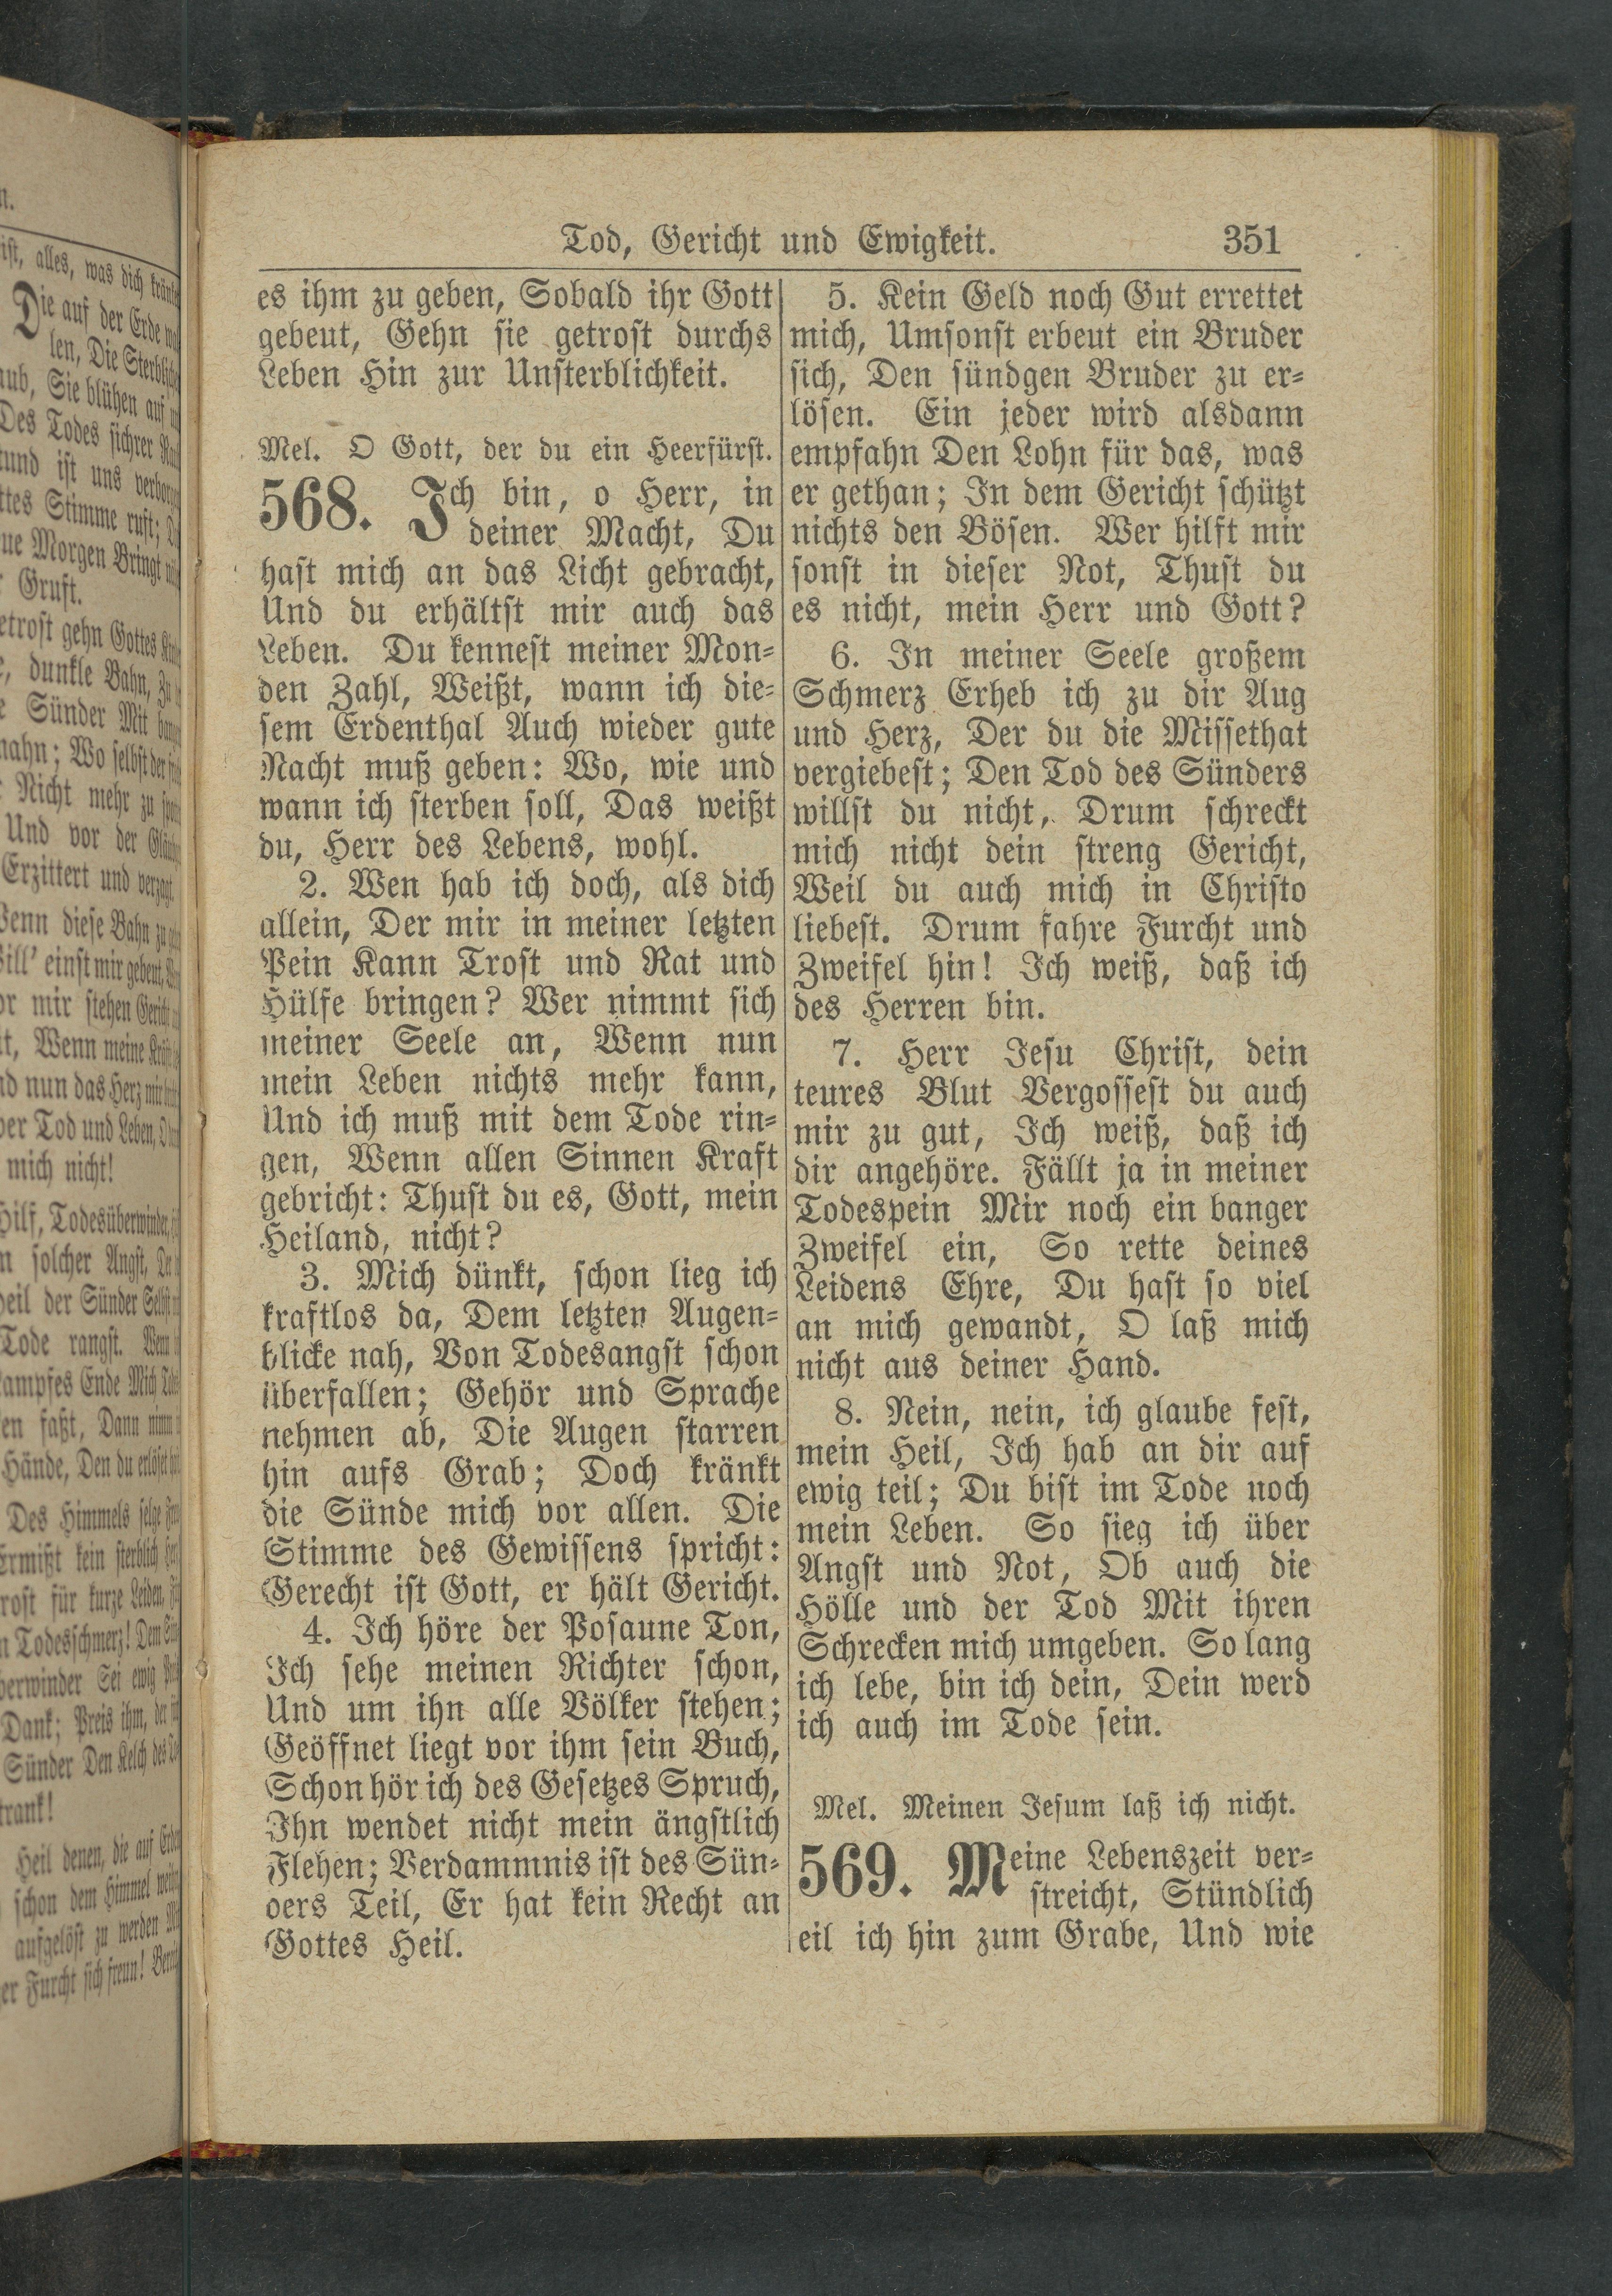 Tod, Gericht und Ewigkeit. 351
es ihm zu geben, Sobald ihr Gott
gebeut, Gehn sie getrost durchs
Leben Hin zur Unsterblichkeit.
Mel. O Gott, der du ein Heerfürst.
568. Ich bin, o Herr, in
deiner Macht, Du
hast mich an das Licht gebracht,
Und du erhältst mir auch das
Leben. Du kennest meiner Mon-
den Zahl, Weißt, wann ich die-
sem Erdenthal Auch wieder gute
Nacht muß geben: Wo, wie und
wann ich sterben soll, Das weißt
du, Herr des Lebens, wohl.
2. Wen hab ich doch, als dich
allein, Der mir in meiner letzten
Pein Kann Trost und Rat und
Hülfe bringen? Wer nimmt sich
meiner Seele an, Wenn nun
mein Leben nichts mehr kann,
Und ich muß mit dem Tode rin-
gen, Wenn allen Sinnen Kraft
gebricht: Thust du es, Gott, mein
Heiland, nicht?
3. Mich dünkt, schon lieg ich
kraftlos da, Dem letzten Augen-
blicke nah, Von Todesangst schon
überfallen; Gehör und Sprache
nehmen ab, Die Augen starren
hin aufs Grab; Doch kränkt
die Sünde mich vor allen. Die
Stimme des Gewissens spricht:
Gerecht ist Gott, er hält Gericht.
4. Ich höre der Posaune Ton,
Ich sehe meinen Richter schon,
Und um ihn alle Völker stehen;
Geöffnet liegt vor ihm sein Buch,
Schon hör ich des Gesetzes Spruch,
Ihn wendet nicht mein ängstlich
Flehen; Verdammnis ist des Sün-
ders Teil, Er hat kein Recht an
Gottes Heil.
5. Kein Geld noch Gut errettet
mich, Umsonst erbeut ein Bruder
sich, Den sündgen Bruder zu er-
lösen. Ein jeder wird alsdann
empfahn Den Lohn für das, was
er gethan; In dem Gericht schützt
nichts den Bösen. Wer hilft mir
sonst in dieser Not, Thust du
es nicht, mein Herr und Gott?
6. In meiner Seele großem
Schmerz Erheb ich zu dir Aug
und Herz, Der du die Missethat
vergiebest; Den Tod des Sünders
willst du nicht, Drum schreckt
mich nicht dein streng Gericht,
Weil du auch mich in Christo
liebest. Drum fahre Furcht und
Zweifel hin! Ich weiß, daß ich
des Herren bin.
7. Herr Jesu Christ, dein
teures Blut Vergossest du auch
mir zu gut, Ich weiß, daß ich
dir angehöre. Fällt ja in meiner
Todespein Mir noch ein banger
Zweifel ein, So rette deines
Leidens Ehre, Du hast so viel
an mich gewandt, O laß mich
nicht aus deiner Hand.
8. Nein, nein, ich glaube fest,
mein Heil, Ich hab an dir auf
ewig teil; Du bist im Tode noch
mein Leben. So sieg ich über
Angst und Not, Ob auch die
Hölle und der Tod Mit ihren
Schrecken mich umgeben. So lang
ich lebe, bin ich dein, Dein werd
ich auch im Tode sein.
Mel. Meinen Jesum laß ich nicht.
569. Meine Lebenszeit ver-
streicht, Stündlich
eil ich hin zum Grabe, Und wie